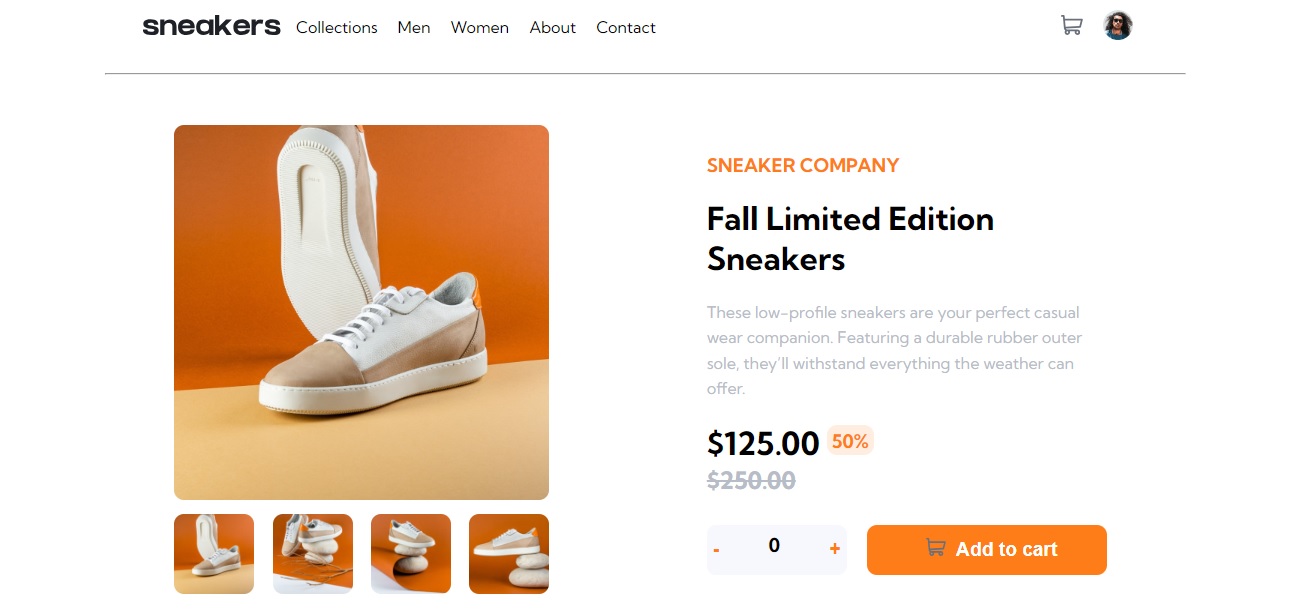 sneakers Collections Men Women About Contact
SNEAKER COMPANY
Fall Limited Edition
Sneakers
These low-profile sneakers are your perfect casual
wear companion. Featuring a durable rubber outer
sole, they'll withstand everything the weather can
offer.
$125.00 50%
$250.00
- 0 + Add to cart